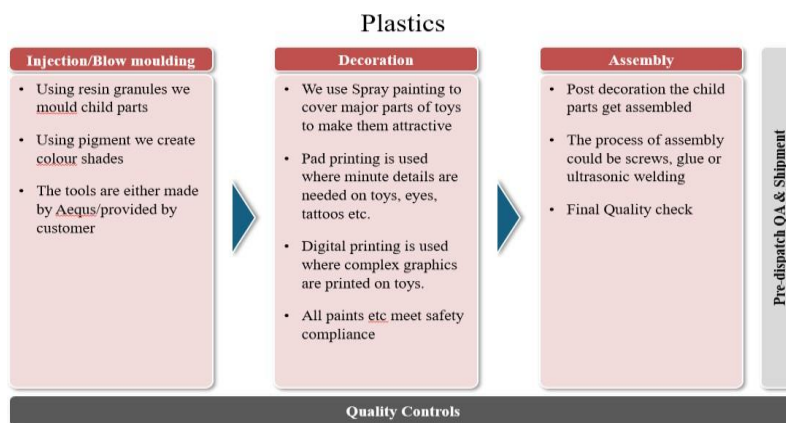 Plastics
Injection/Blow moulding
• Using resin granules we
mould child parts
• Using pigment we create
colour shades
• The tools are either made
by Aequs/provided by
customer
Decoration
• We use Spray painting to
cover major parts of toys
to make them attractive
• Pad printing is used
where minute details are
needed on toys, eyes,
tattoos etc.
• Digital printing is used
where complex graphics
are printed on toys.
• All paints etc meet safety
compliance
Assembly
• Post decoration the child
parts get assembled
• The process of assembly
could be screws, glue or
ultrasonic welding
• Final Quality check
Pre-dispatch QA & Shipment
Quality Controls